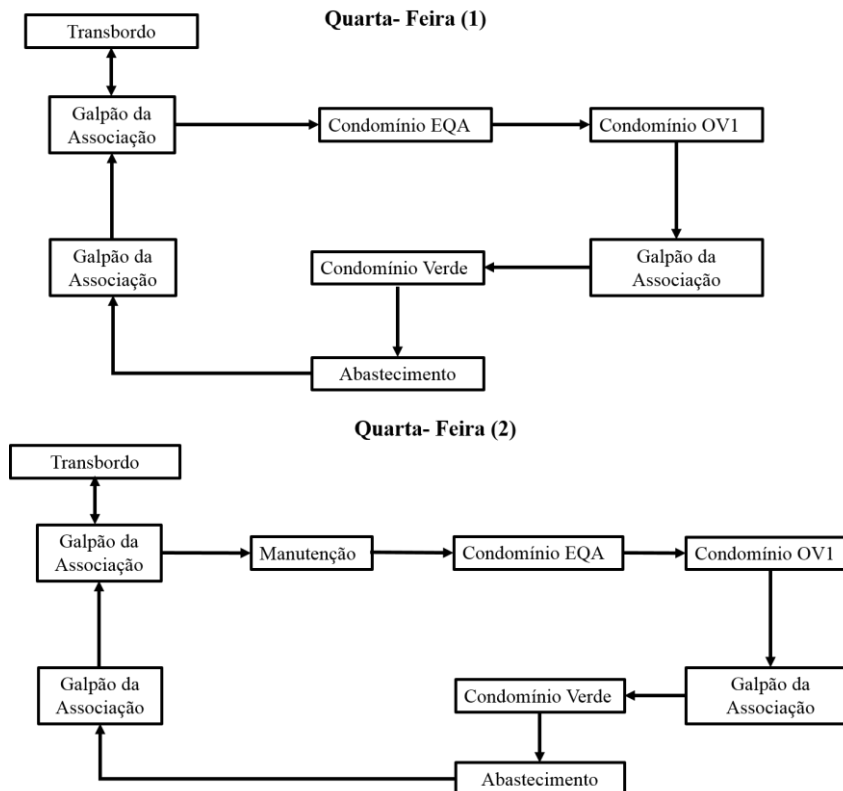 Quarta- Feira (1)
Transbordo
Galpão da
Associação
Condomínio EQA
Condomínio OV1
Galpão da
Associação
Condomínio Verde
Galpão da
Associação
Abastecimento
Quarta- Feira (2)
Transbordo
Galpão da
Associação
Manutenção
Condomínio EQA
Condomínio OV1
Galpão da
Associação
Condomínio Verde
Galpão da
Associação
Abastecimento